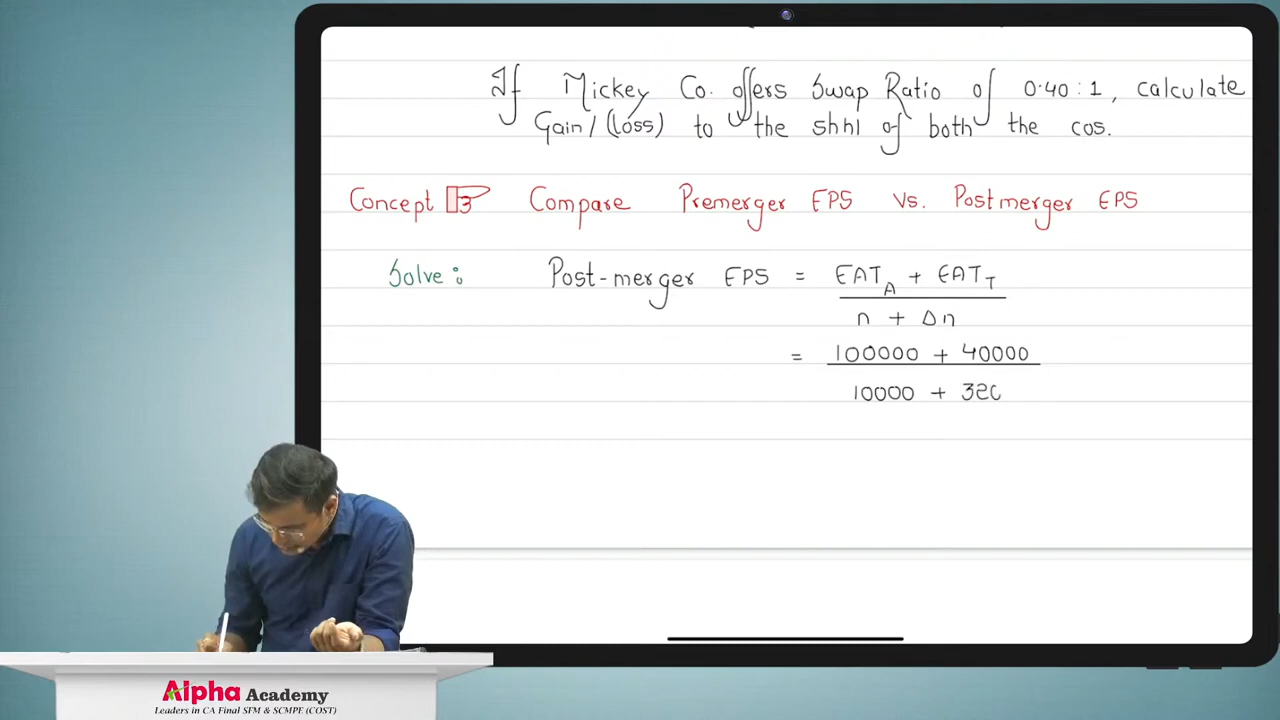 If Mickey Co. offers Swap Ratio of 0.40 : 1, calculate
Gain / (Loss) to the shhl of both the cos.
Concept Compare Premerger EPS Vs. Postmerger EPS
Solve : Post-merger EPS = EAT_A + EAT_T
n + Δn
= 100000 + 40000
10000 + 320
Alpha Academy
Leaders in CA Final SFM & SCMPE (COST)